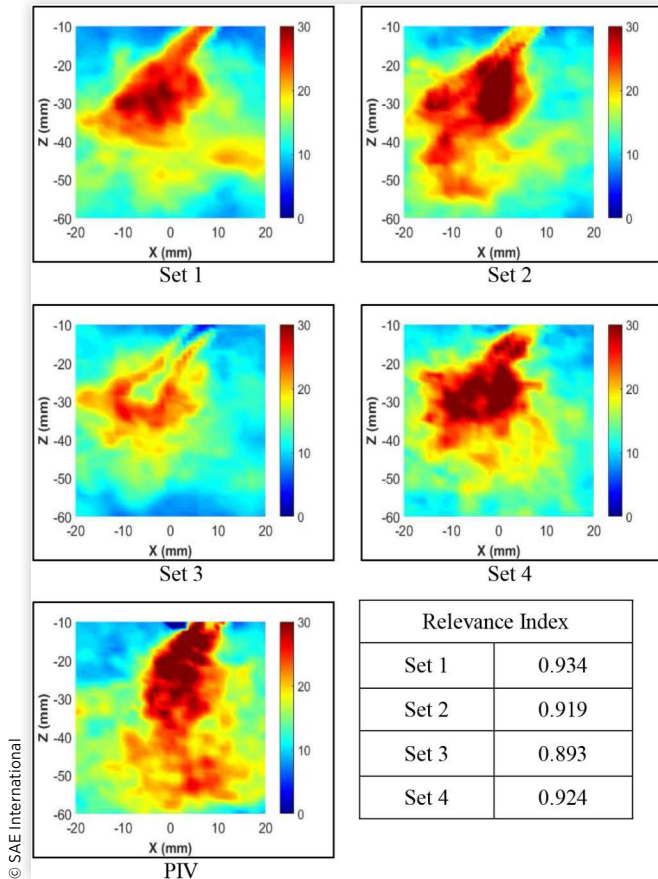 -10
-20
-30
-40
-50
-60
Z (mm)
-20 -10 0 10 20
X (mm)
30
20
10
0
Set 1
-10
-20
-30
-40
-50
-60
Z (mm)
-20 -10 0 10 20
X (mm)
30
20
10
0
Set 2
-10
-20
-30
-40
-50
-60
Z (mm)
-20 -10 0 10 20
X (mm)
30
20
10
0
Set 3
-10
-20
-30
-40
-50
-60
Z (mm)
-20 -10 0 10 20
X (mm)
30
20
10
0
Set 4
-10
-20
-30
-40
-50
-60
Z (mm)
-20 -10 0 10 20
X (mm)
30
20
10
0
PIV
Relevance Index
Set 1 0.934
Set 2 0.919
Set 3 0.893
Set 4 0.924
© SAE International